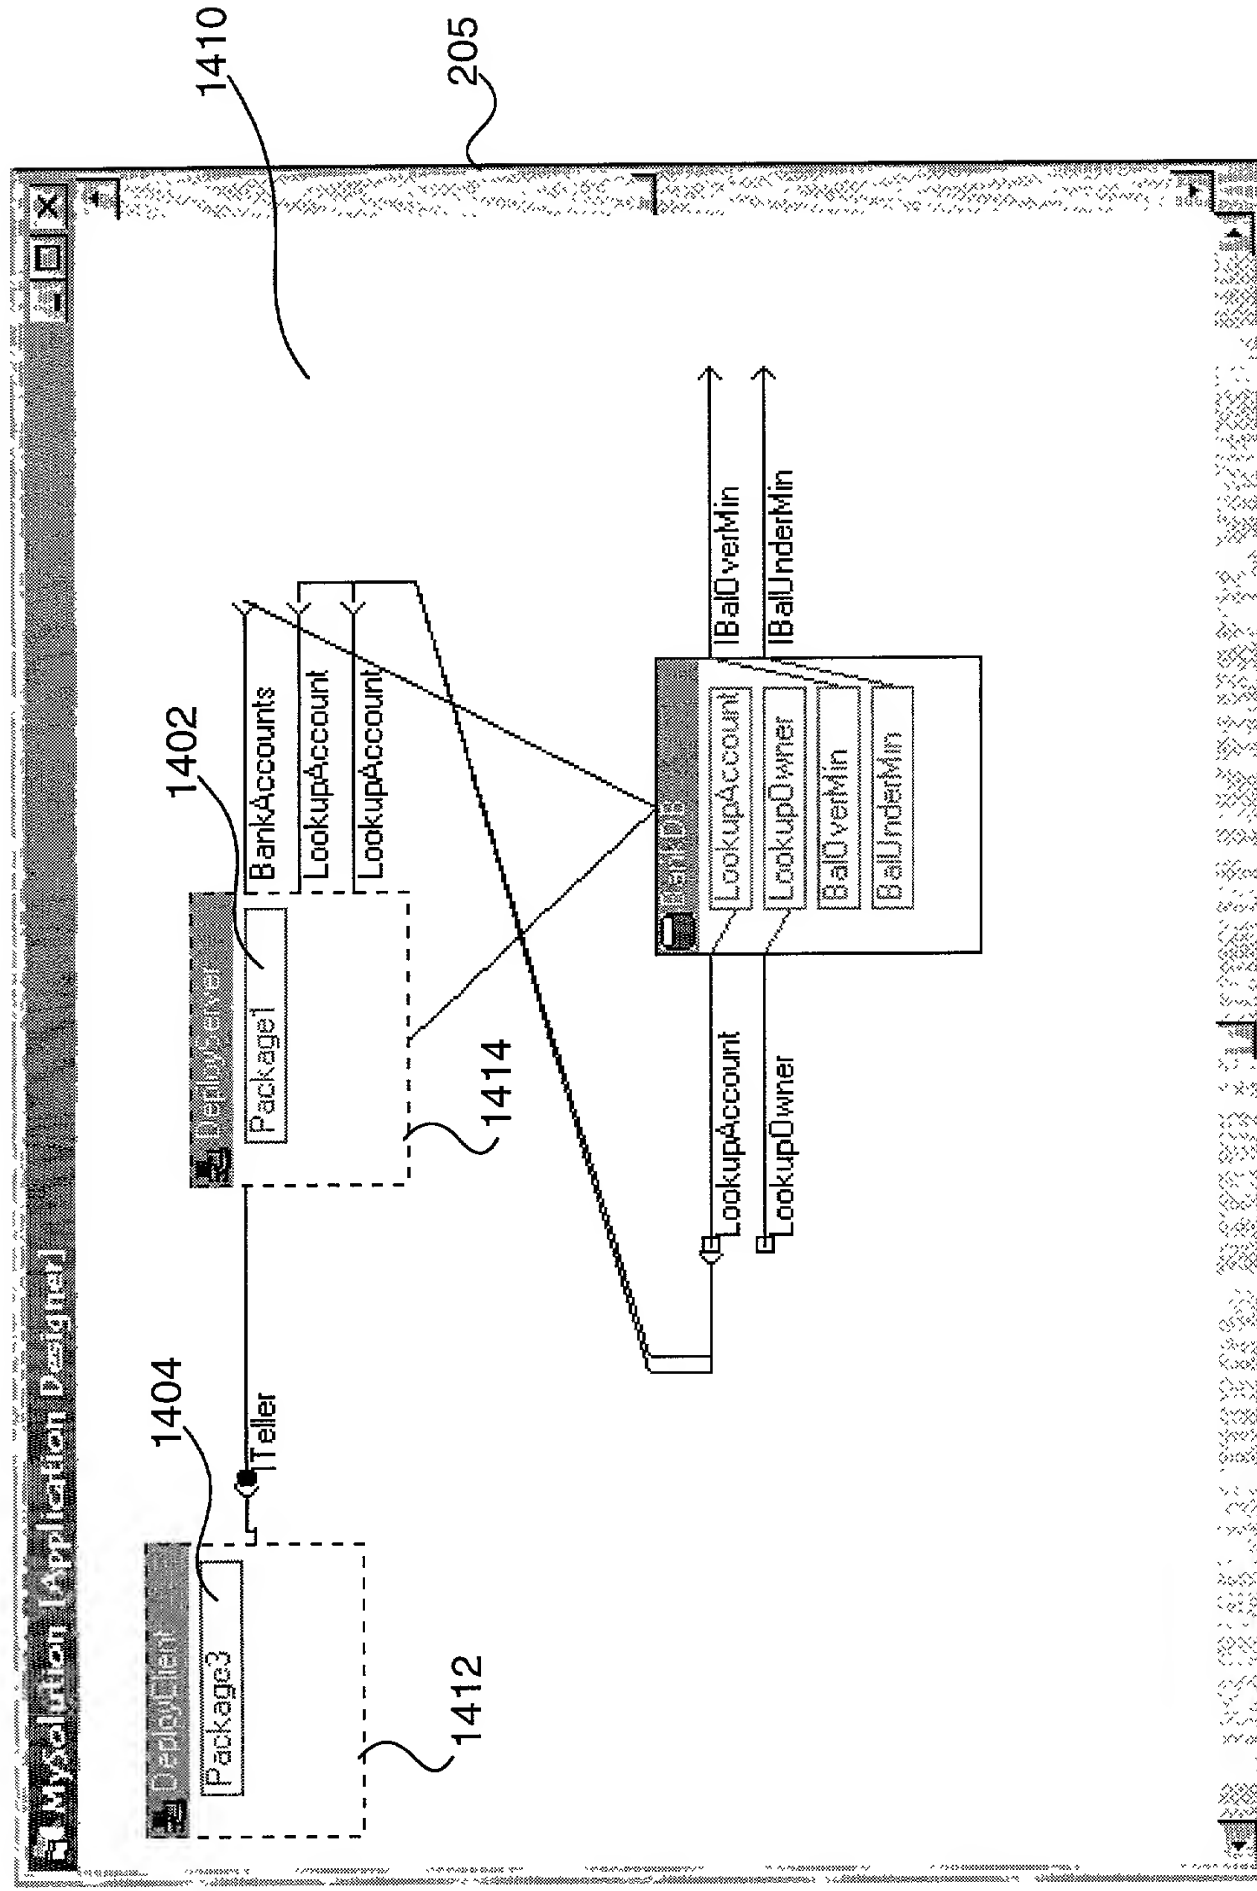 MySolution [Application Designer]
1410
205
1404
1402
DeployClient
Package3
1412
ITeller
DeployServer
Package1
1414
BankAccounts
LookupAccount
LookupAccount
BankDB
LookupAccount
LookupOwner
LookupAccount
LookupOwner
BalOverMin
BalUnderMin
IBalOverMin
IBalUnderMin